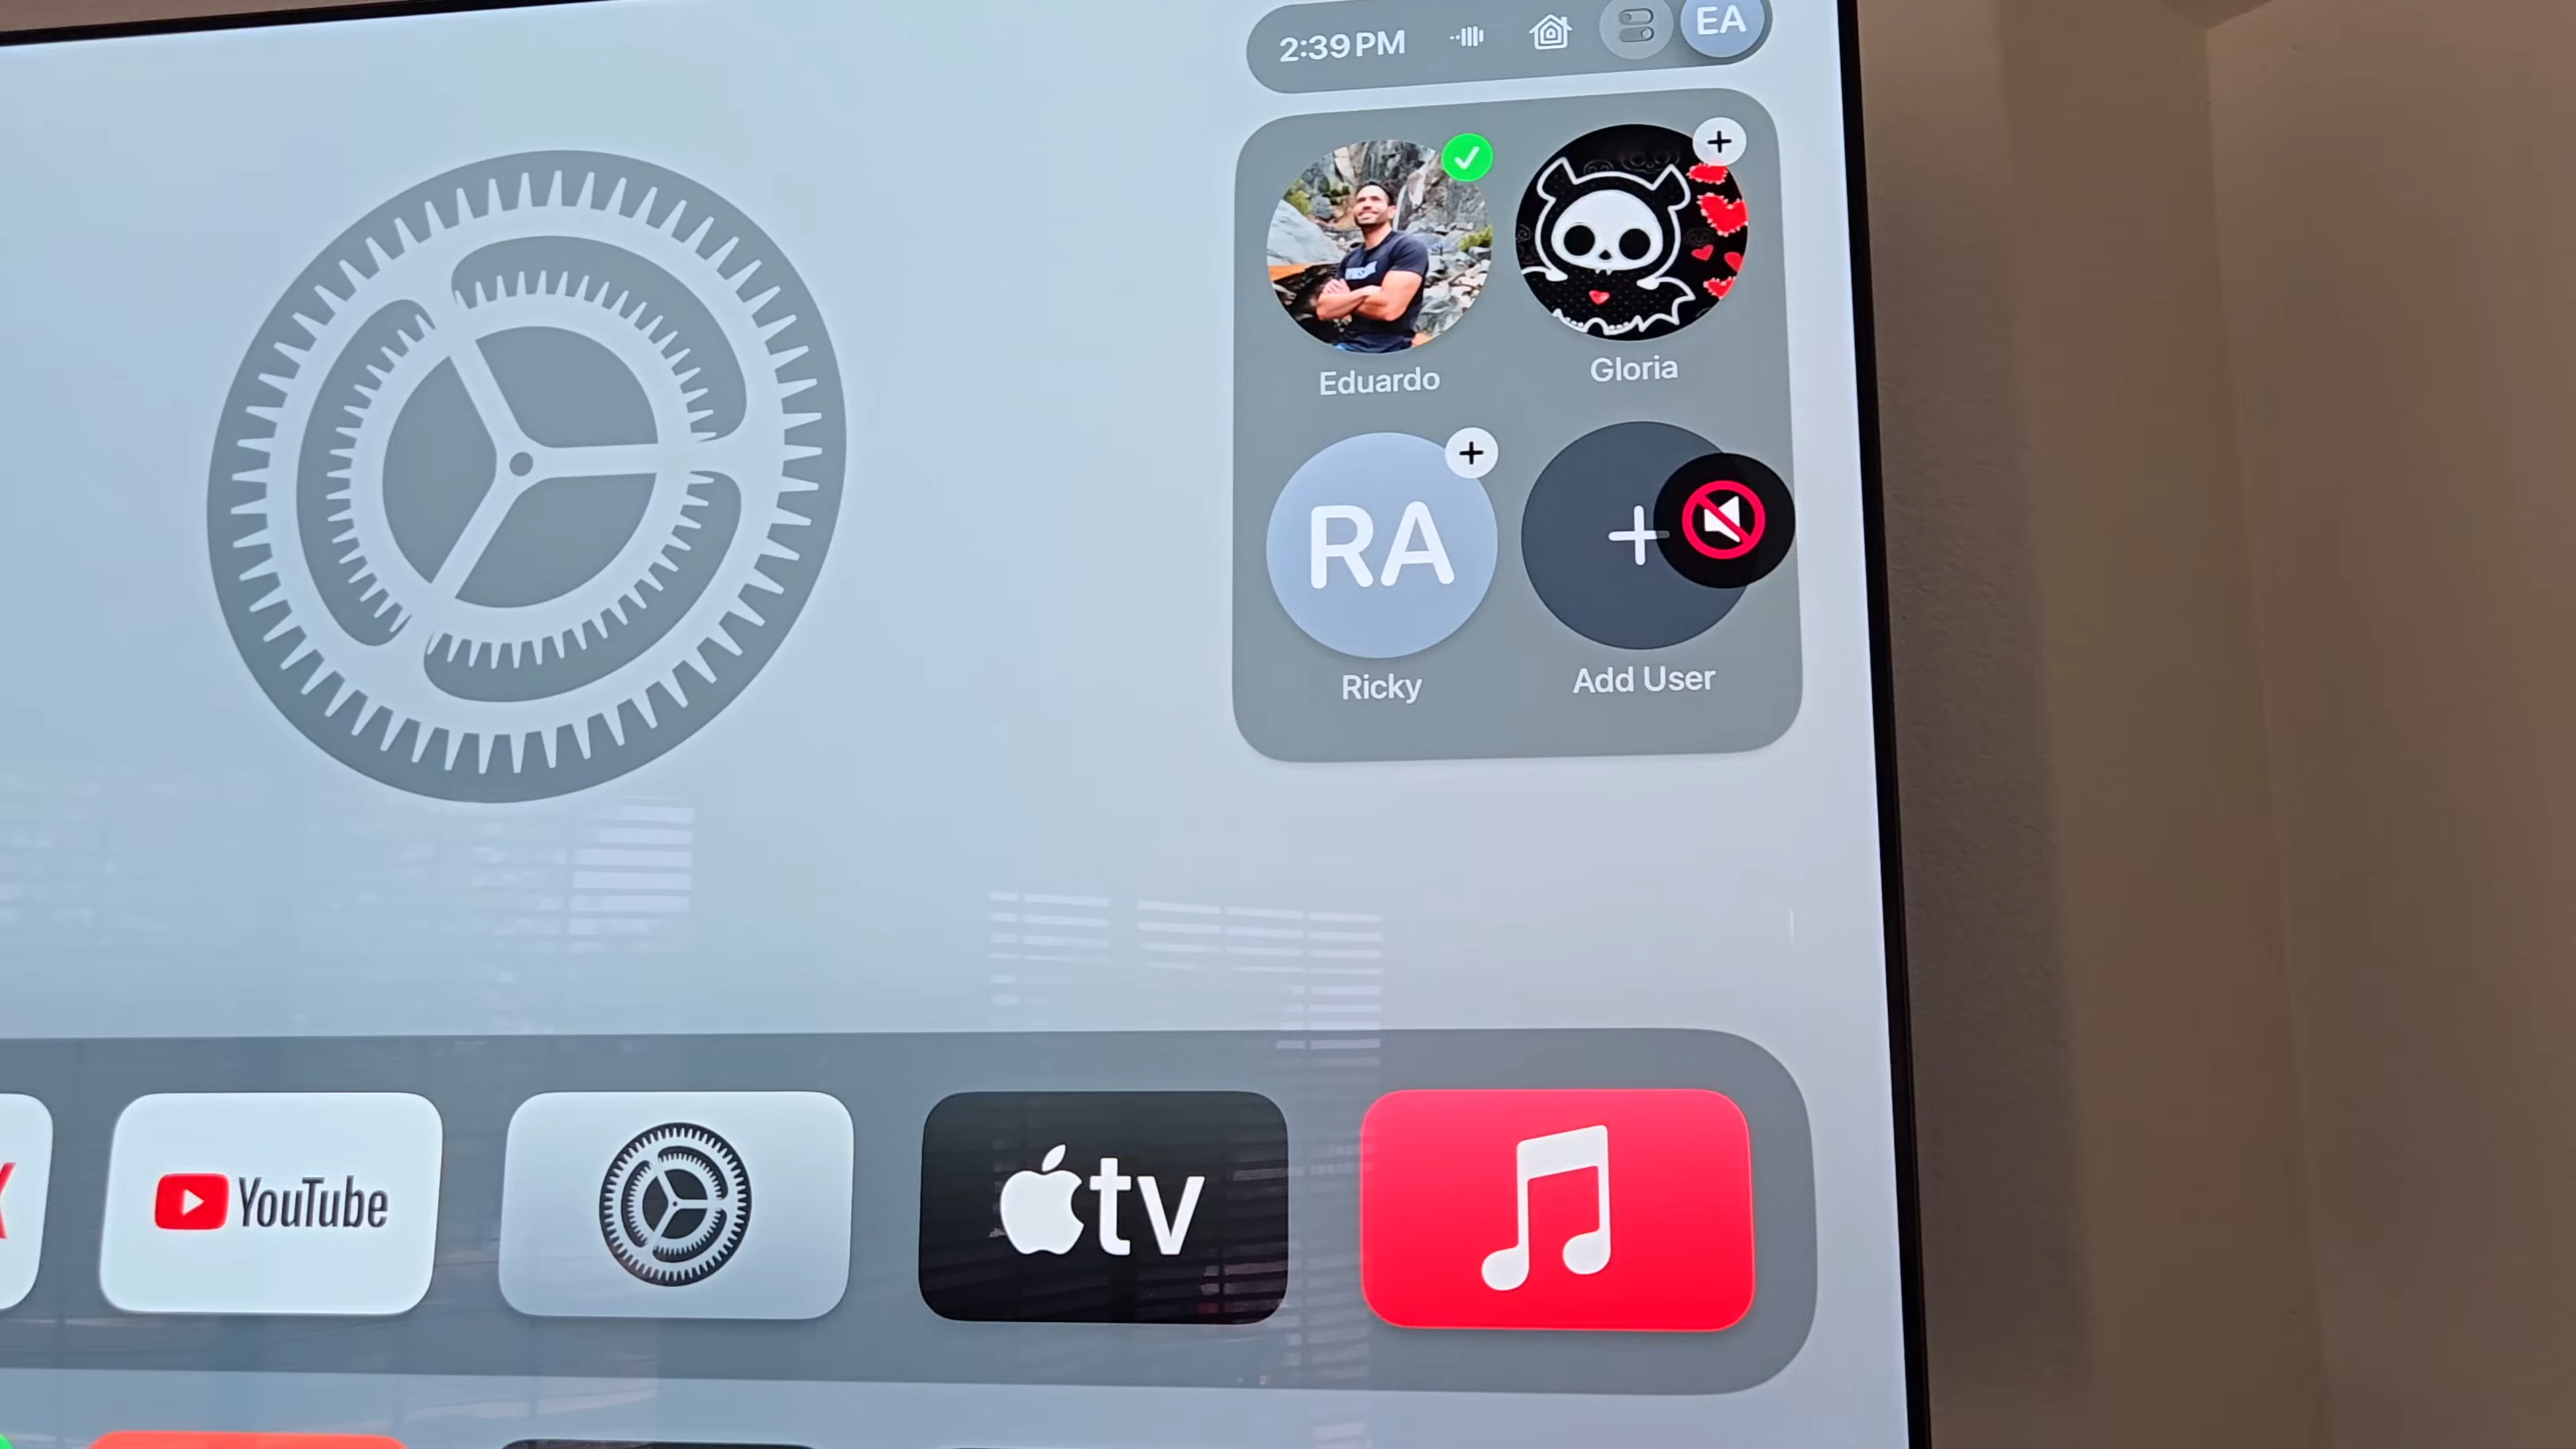 2:39 PM
EA
Eduardo
Gloria
RA
Ricky
Add User
YouTube
tv